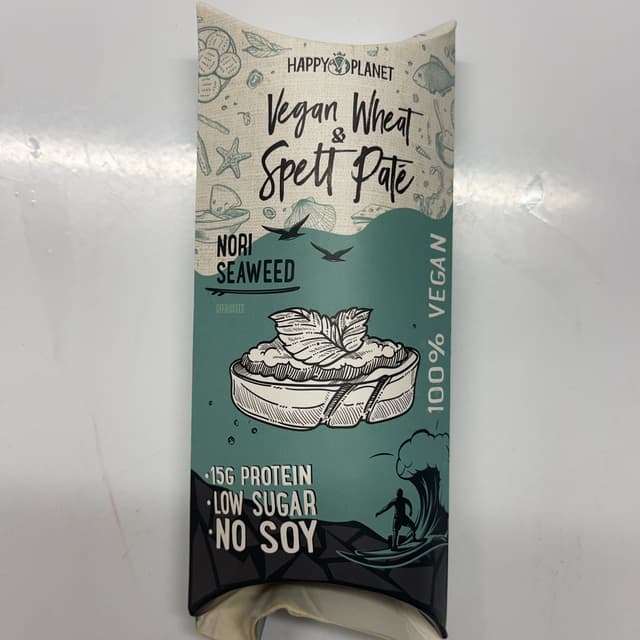 HAPPY PLANET
Vegan Wheat
&
Spelt Paté
NORI
SEAWEED
100% VEGAN
•15G PROTEIN
•LOW SUGAR
•NO SOY